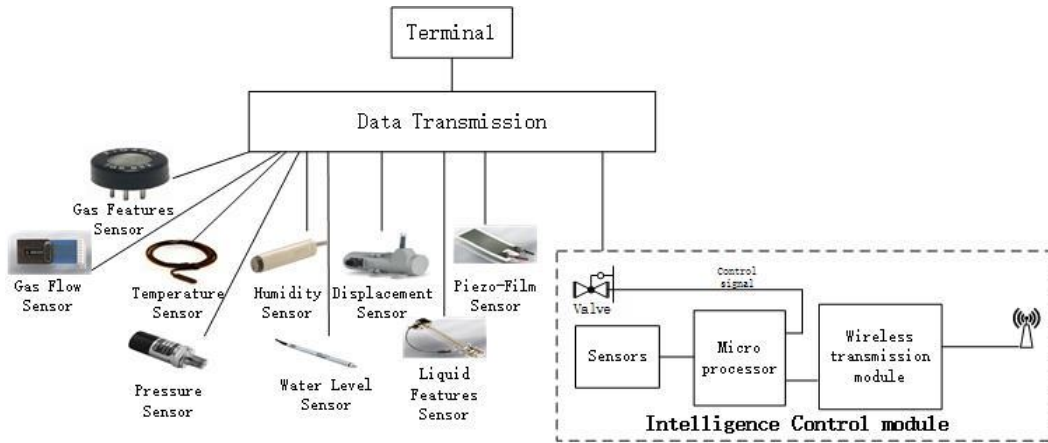 Terminal
Data Transmission
Gas Features
Sensor
Gas Flow
Sensor
Temperature
Sensor
Humidity
Sensor
Displacement
Sensor
Piezo-Film
Sensor
Pressure
Sensor
Water Level
Sensor
Liquid
Features
Sensor
Valve
Control
signal
Sensors
Micro
processor
Wireless
transmission
module
Intelligence Control module